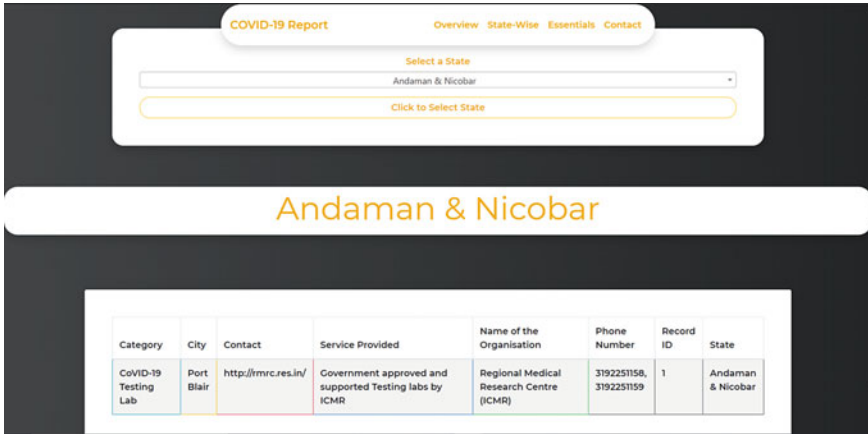 COVID-19 Report Overview State-Wise Essentials Contact
Select a State
Andaman & Nicobar
Click to Select State
Andaman & Nicobar
Category City Contact Service Provided Name of the Organisation Phone Number Record ID State
CoVID-19 Testing Lab Port Blair http://rmrc.res.in/ Government approved and supported Testing labs by ICMR Regional Medical Research Centre (ICMR) 3192251158, 3192251159 1 Andaman & Nicobar